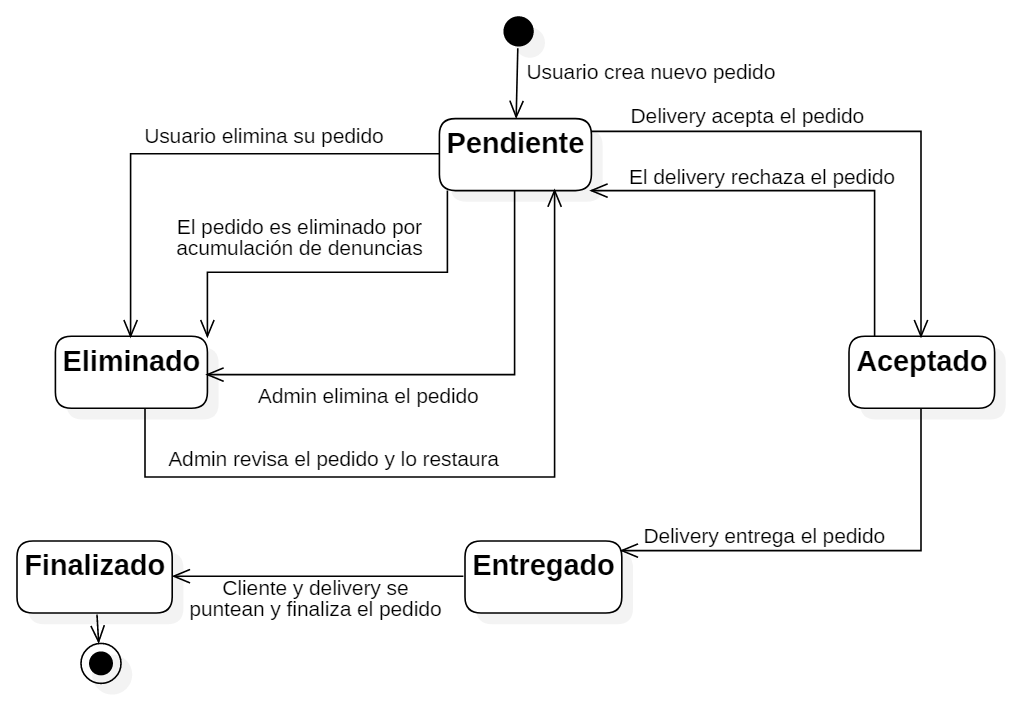 Usuario crea nuevo pedido
Delivery acepta el pedido
Usuario elimina su pedido
Pendiente
El delivery rechaza el pedido
El pedido es eliminado por
acumulación de denuncias
Eliminado
Aceptado
Admin elimina el pedido
Admin revisa el pedido y lo restaura
Delivery entrega el pedido
Finalizado
Entregado
Cliente y delivery se
puntean y finaliza el pedido